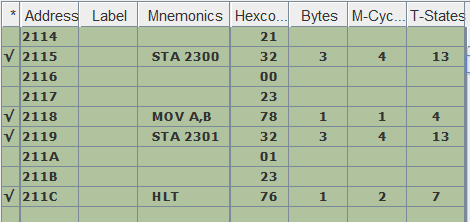 * Address Label Mnemonics Hexco... Bytes M-Cyc... T-States
2114 21
√ 2115 STA 2300 32 3 4 13
2116 00
2117 23
√ 2118 MOV A,B 78 1 1 4
√ 2119 STA 2301 32 3 4 13
211A 01
211B 23
√ 211C HLT 76 1 2 7